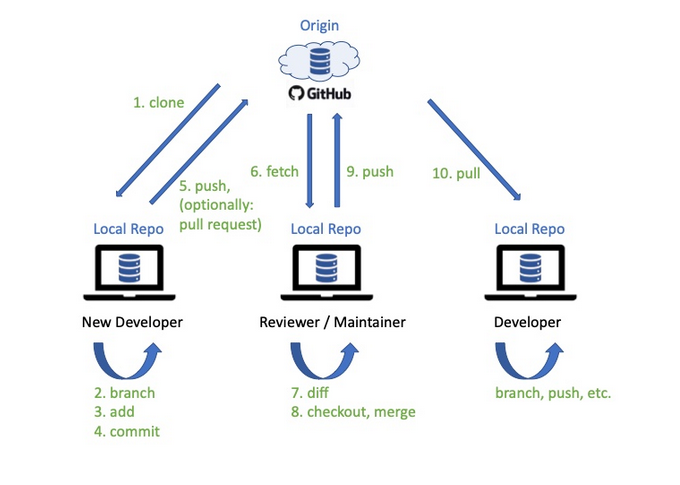 Origin
GitHub
1. clone
5. push,
(optionally:
pull request)
6. fetch
9. push
10. pull
Local Repo
Local Repo
Local Repo
New Developer
Reviewer / Maintainer
Developer
2. branch
3. add
4. commit
7. diff
8. checkout, merge
branch, push, etc.